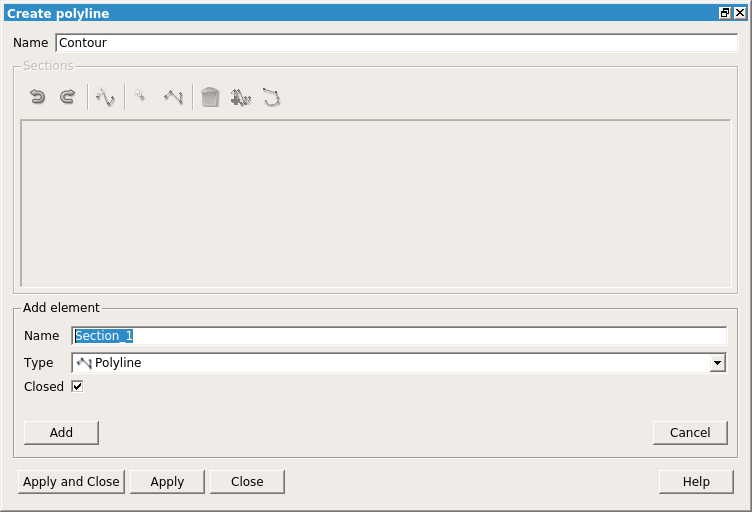 Create polyline
Name Contour
Sections
Add element
Name Section_1
Type Polyline
Closed
Add Cancel
Apply and Close Apply Close Help